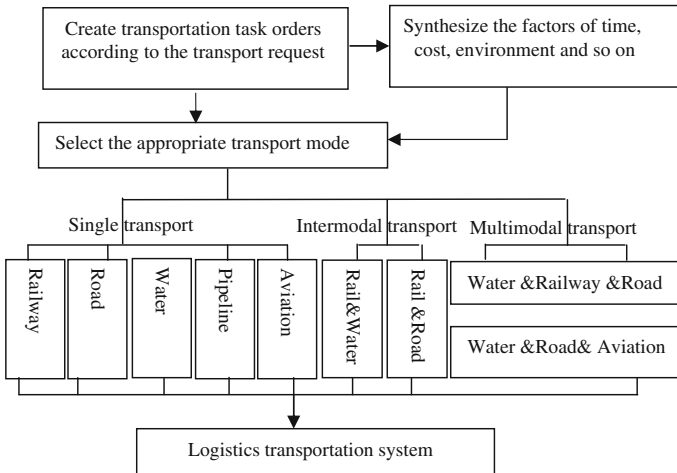 Create transportation task orders
according to the transport request
Synthesize the factors of time,
cost, environment and so on
Select the appropriate transport mode
Single transport
Intermodal transport
Multimodal transport
Railway
Road
Water
Pipeline
Aviation
Rail&Water
Rail &Road
Water &Railway &Road
Water &Road& Aviation
Logistics transportation system